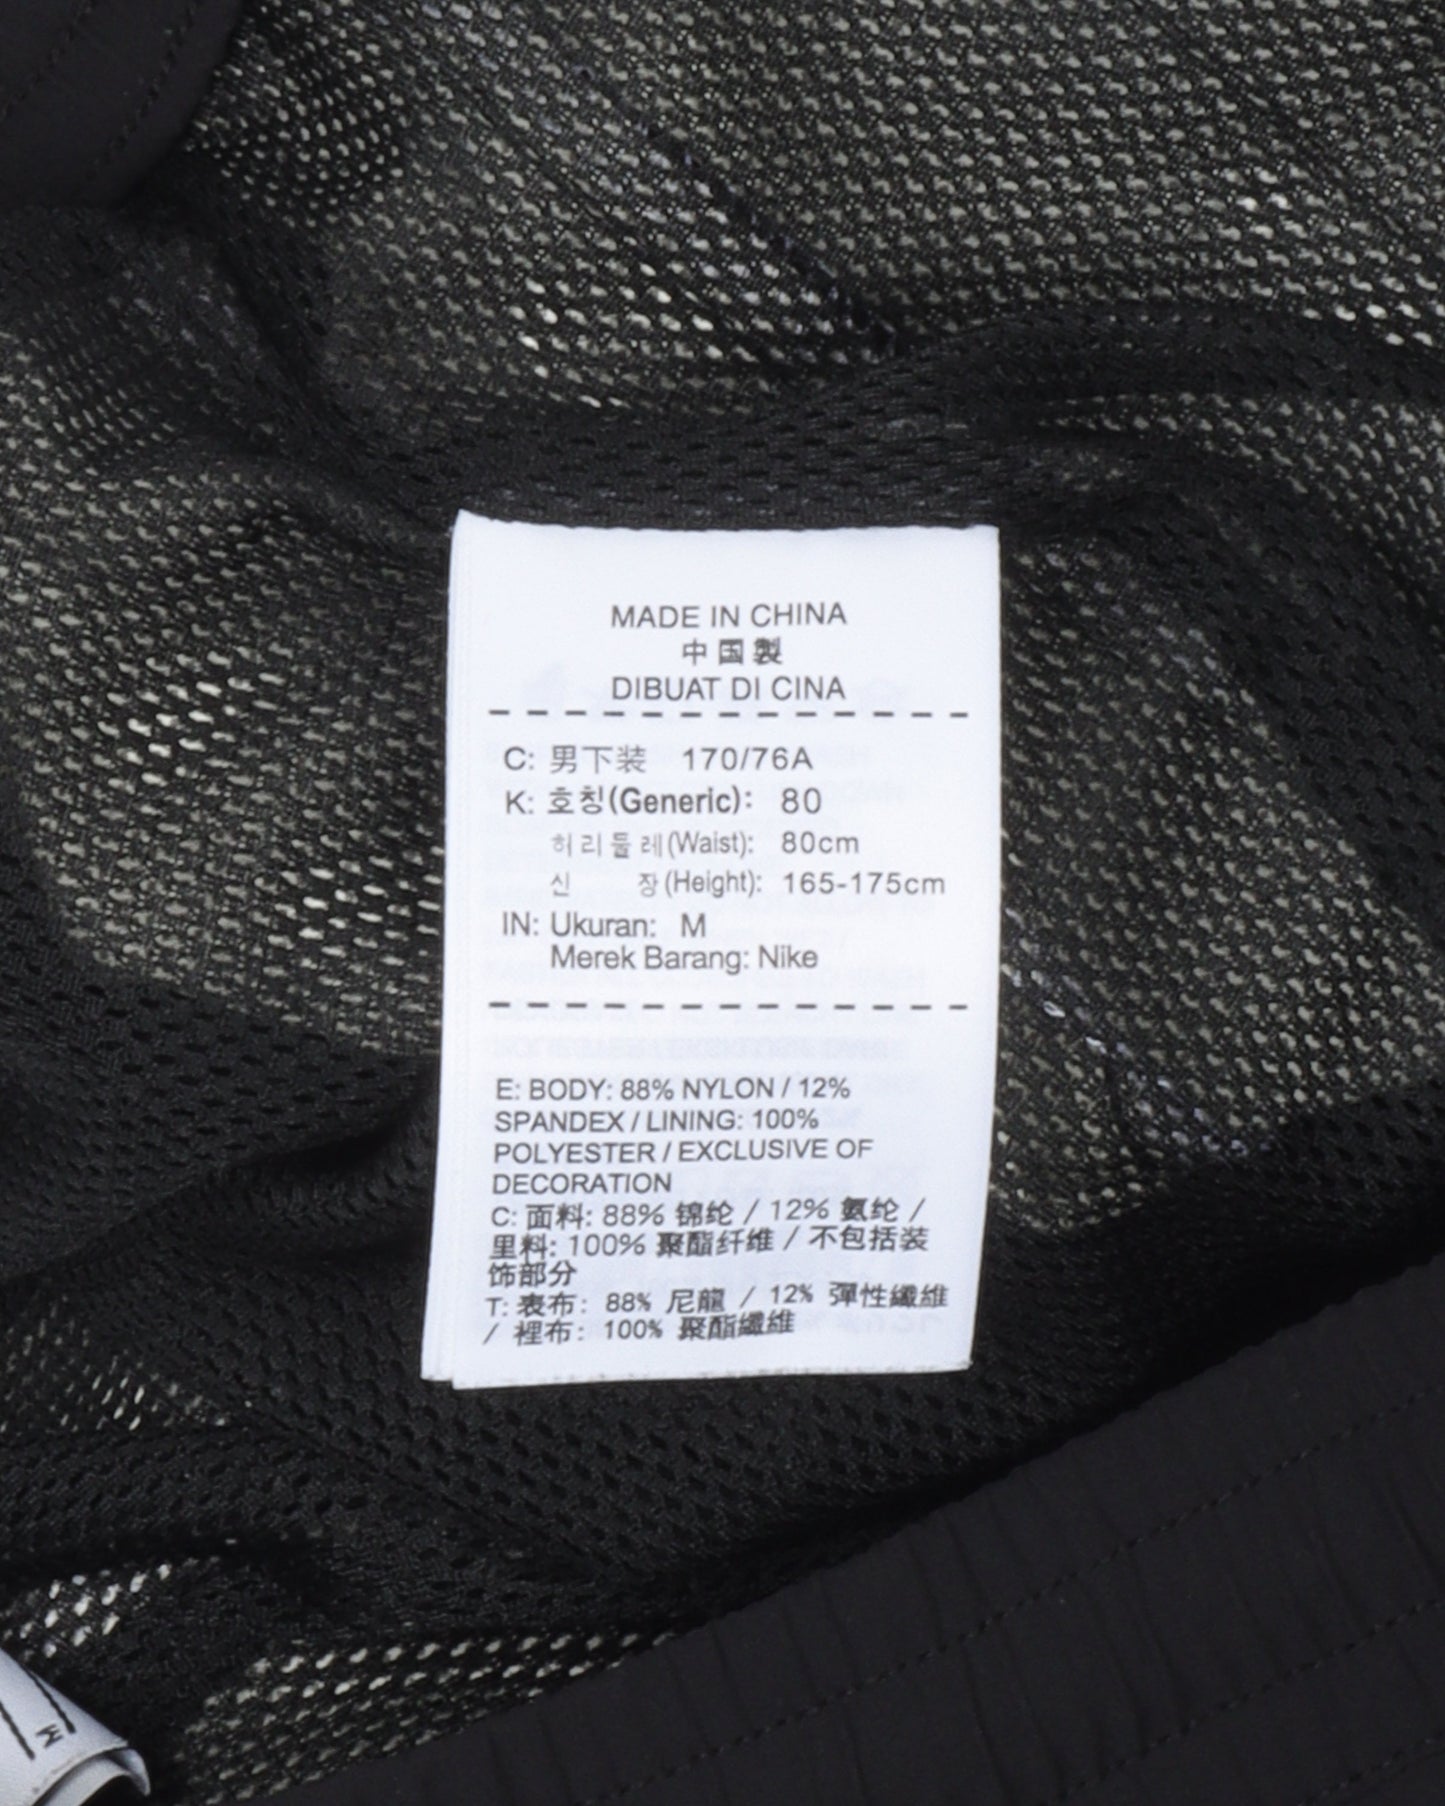 MADE IN CHINA
中国製
DIBUAT DI CINA
C: 男下装 170/76A
K: 호칭(Generic): 80
허리둘레(Waist): 80cm
신 장(Height): 165-175cm
IN: Ukuran: M
Merek Barang: Nike
E: BODY: 88% NYLON / 12%
SPANDEX / LINING: 100%
POLYESTER / EXCLUSIVE OF
DECORATION
C: 面料: 88% 锦纶 / 12% 氨纶 /
里料: 100% 聚酯纤维 / 不包括装
饰部分
T: 表布: 88% 尼龍 / 12% 彈性纖維
/ 裡布: 100% 聚酯纖維
M